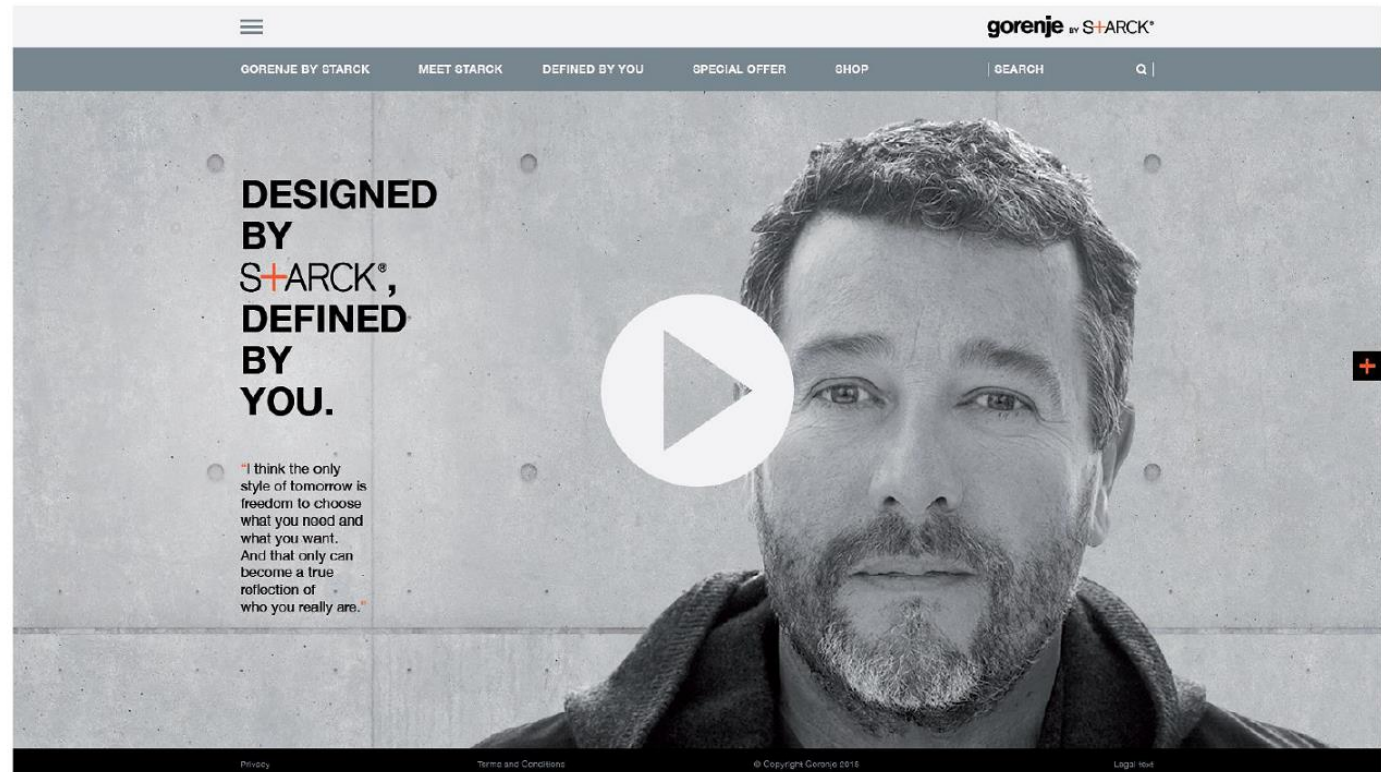 gorenje BY S+ARCK®
GORENJE BY STARCK MEET STARCK DEFINED BY YOU SPECIAL OFFER SHOP SEARCH
DESIGNED
BY
S+ARCK®,
DEFINED
BY
YOU.
"I think the only
style of tomorrow is
freedom to choose
what you need and
what you want.
And that only can
become a true
reflection of
who you really are."
Privacy Terms and Conditions © Copyright Gorenje 2015 Legal text